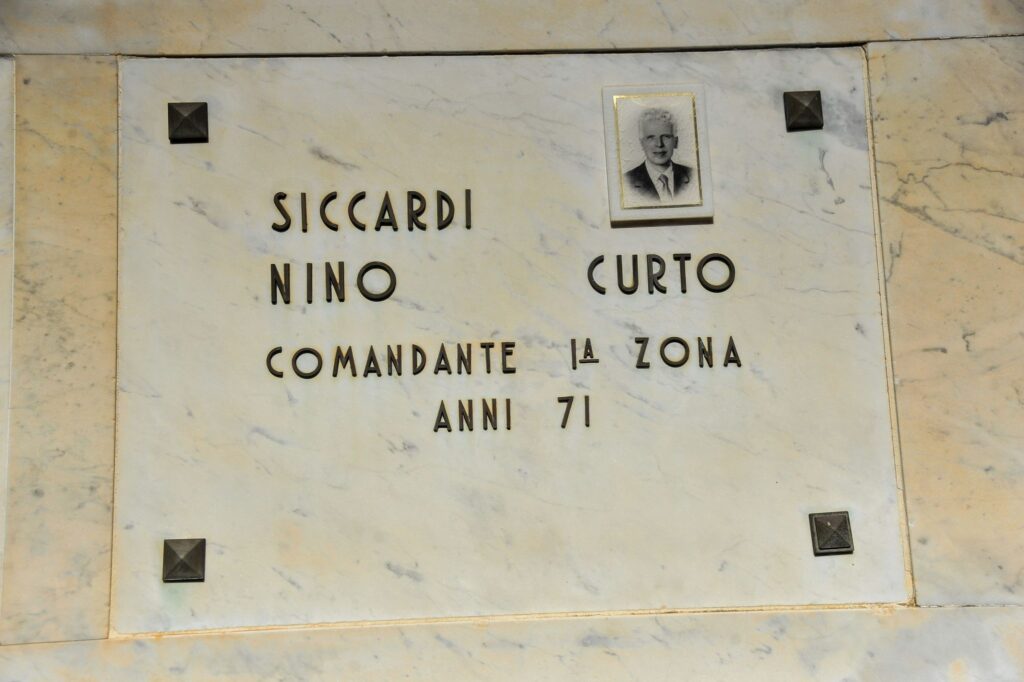 SICCARDI
NINO CURTO
COMANDANTE 1A ZONA
ANNI 71